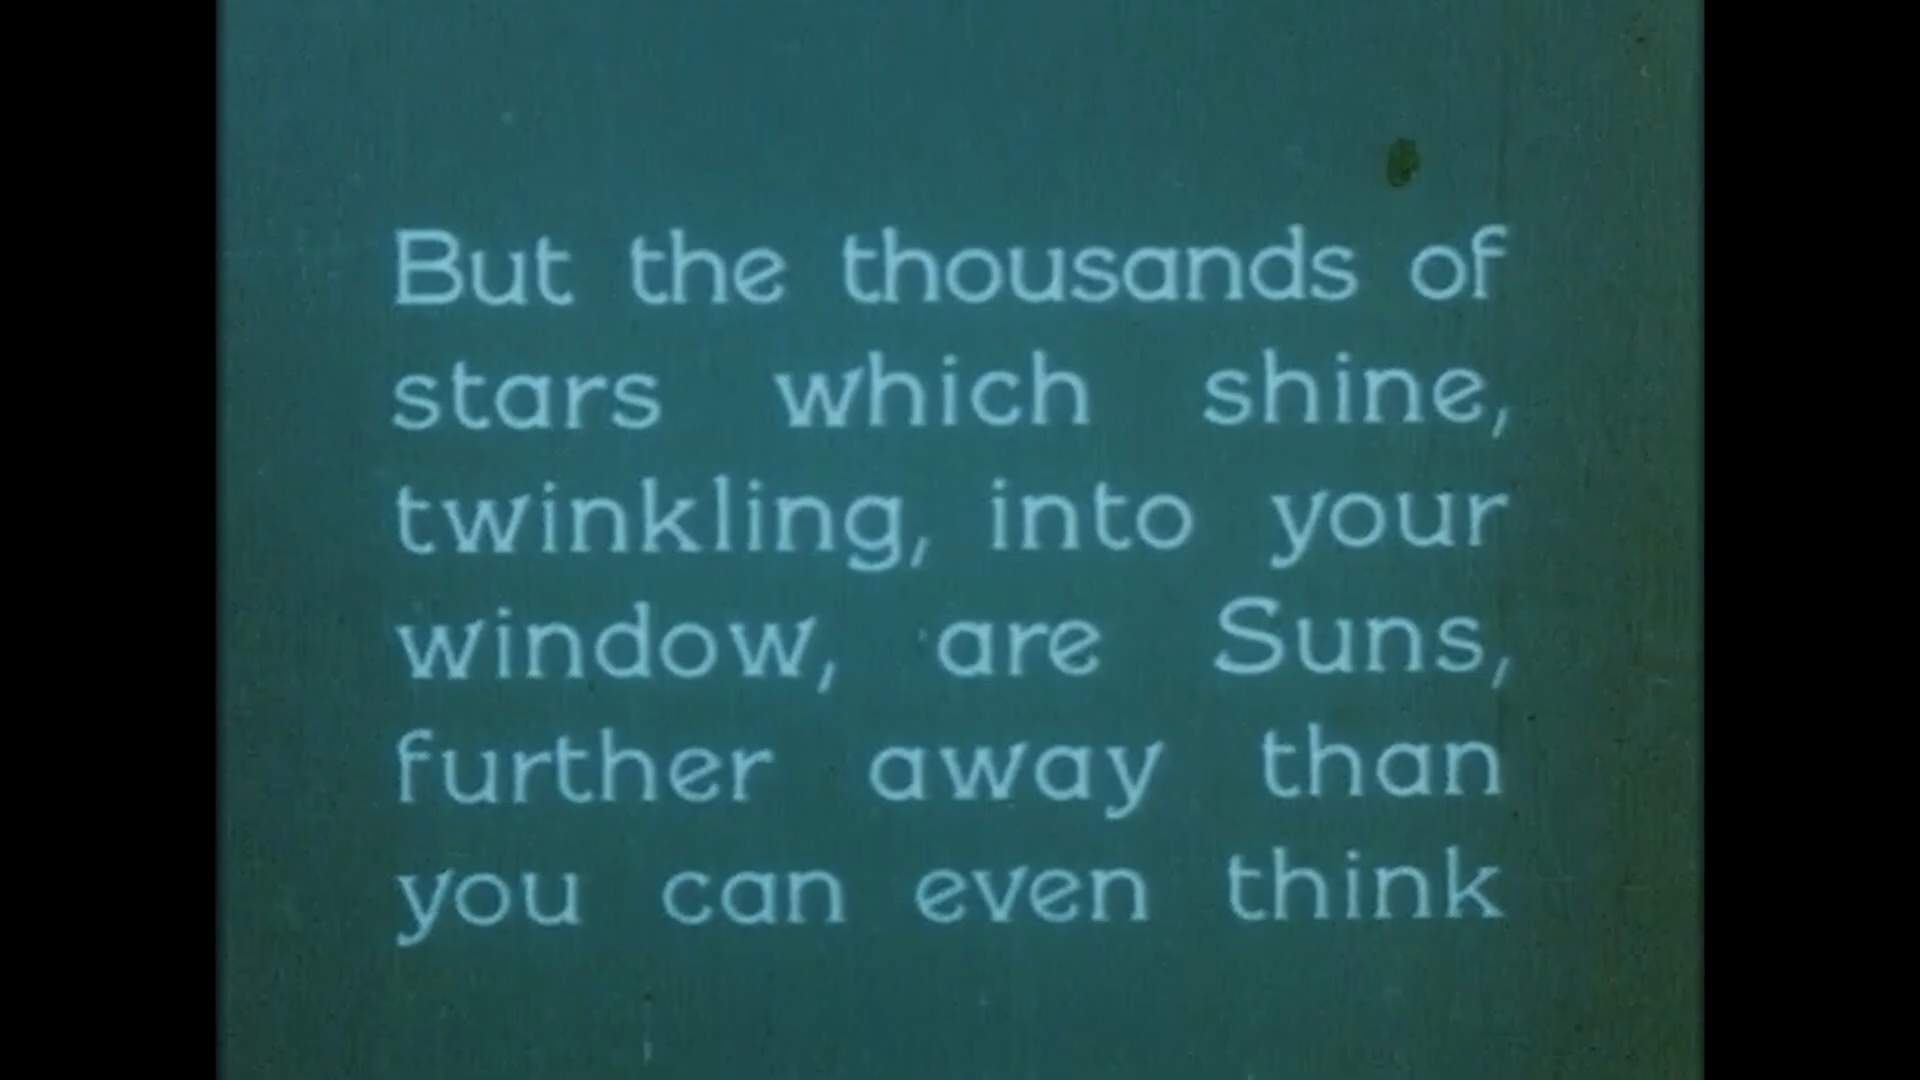 But the thousands of
stars which shine,
twinkling, into your
window, are Suns,
further away than
you can even think